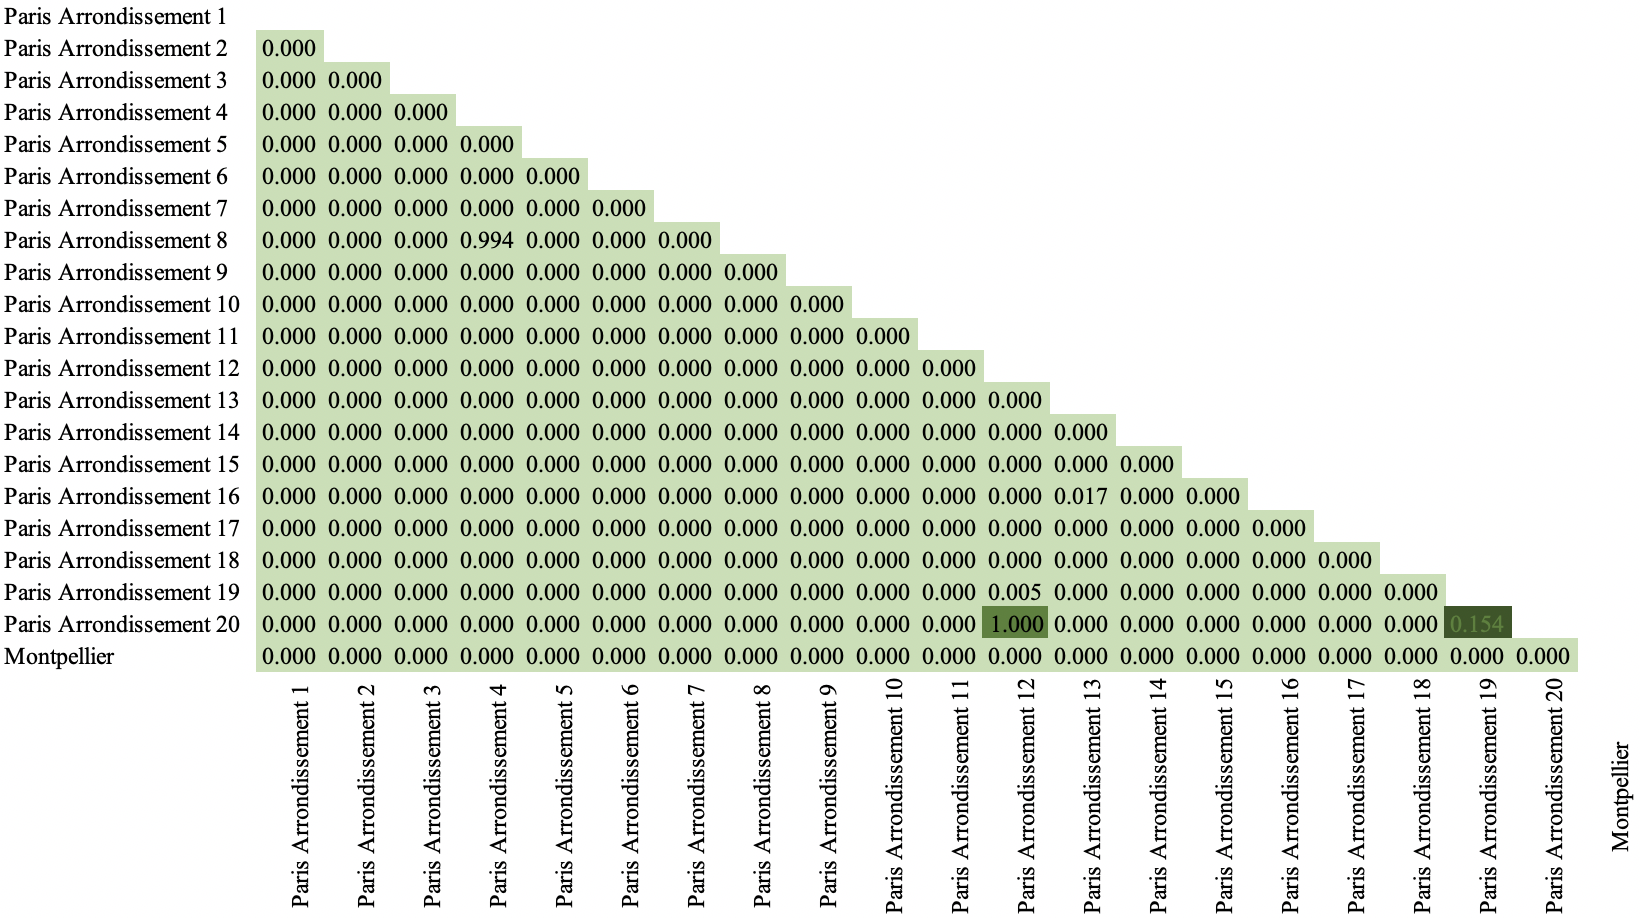 Paris Arrondissement 1
Paris Arrondissement 2 0.000
Paris Arrondissement 3 0.000 0.000
Paris Arrondissement 4 0.000 0.000 0.000
Paris Arrondissement 5 0.000 0.000 0.000 0.000
Paris Arrondissement 6 0.000 0.000 0.000 0.000 0.000
Paris Arrondissement 7 0.000 0.000 0.000 0.000 0.000 0.000
Paris Arrondissement 8 0.000 0.000 0.000 0.994 0.000 0.000 0.000
Paris Arrondissement 9 0.000 0.000 0.000 0.000 0.000 0.000 0.000 0.000
Paris Arrondissement 10 0.000 0.000 0.000 0.000 0.000 0.000 0.000 0.000 0.000
Paris Arrondissement 11 0.000 0.000 0.000 0.000 0.000 0.000 0.000 0.000 0.000 0.000
Paris Arrondissement 12 0.000 0.000 0.000 0.000 0.000 0.000 0.000 0.000 0.000 0.000 0.000
Paris Arrondissement 13 0.000 0.000 0.000 0.000 0.000 0.000 0.000 0.000 0.000 0.000 0.000 0.000
Paris Arrondissement 14 0.000 0.000 0.000 0.000 0.000 0.000 0.000 0.000 0.000 0.000 0.000 0.000 0.000
Paris Arrondissement 15 0.000 0.000 0.000 0.000 0.000 0.000 0.000 0.000 0.000 0.000 0.000 0.000 0.000 0.000
Paris Arrondissement 16 0.000 0.000 0.000 0.000 0.000 0.000 0.000 0.000 0.000 0.000 0.000 0.000 0.017 0.000 0.000
Paris Arrondissement 17 0.000 0.000 0.000 0.000 0.000 0.000 0.000 0.000 0.000 0.000 0.000 0.000 0.000 0.000 0.000 0.000
Paris Arrondissement 18 0.000 0.000 0.000 0.000 0.000 0.000 0.000 0.000 0.000 0.000 0.000 0.000 0.000 0.000 0.000 0.000 0.000
Paris Arrondissement 19 0.000 0.000 0.000 0.000 0.000 0.000 0.000 0.000 0.000 0.000 0.000 0.005 0.000 0.000 0.000 0.000 0.000 0.000
Paris Arrondissement 20 0.000 0.000 0.000 0.000 0.000 0.000 0.000 0.000 0.000 0.000 0.000 1.000 0.000 0.000 0.000 0.000 0.000 0.000 0.154
Montpellier 0.000 0.000 0.000 0.000 0.000 0.000 0.000 0.000 0.000 0.000 0.000 0.000 0.000 0.000 0.000 0.000 0.000 0.000 0.000 0.000
Paris Arrondissement 1
Paris Arrondissement 2
Paris Arrondissement 3
Paris Arrondissement 4
Paris Arrondissement 5
Paris Arrondissement 6
Paris Arrondissement 7
Paris Arrondissement 8
Paris Arrondissement 9
Paris Arrondissement 10
Paris Arrondissement 11
Paris Arrondissement 12
Paris Arrondissement 13
Paris Arrondissement 14
Paris Arrondissement 15
Paris Arrondissement 16
Paris Arrondissement 17
Paris Arrondissement 18
Paris Arrondissement 19
Paris Arrondissement 20
Montpellier